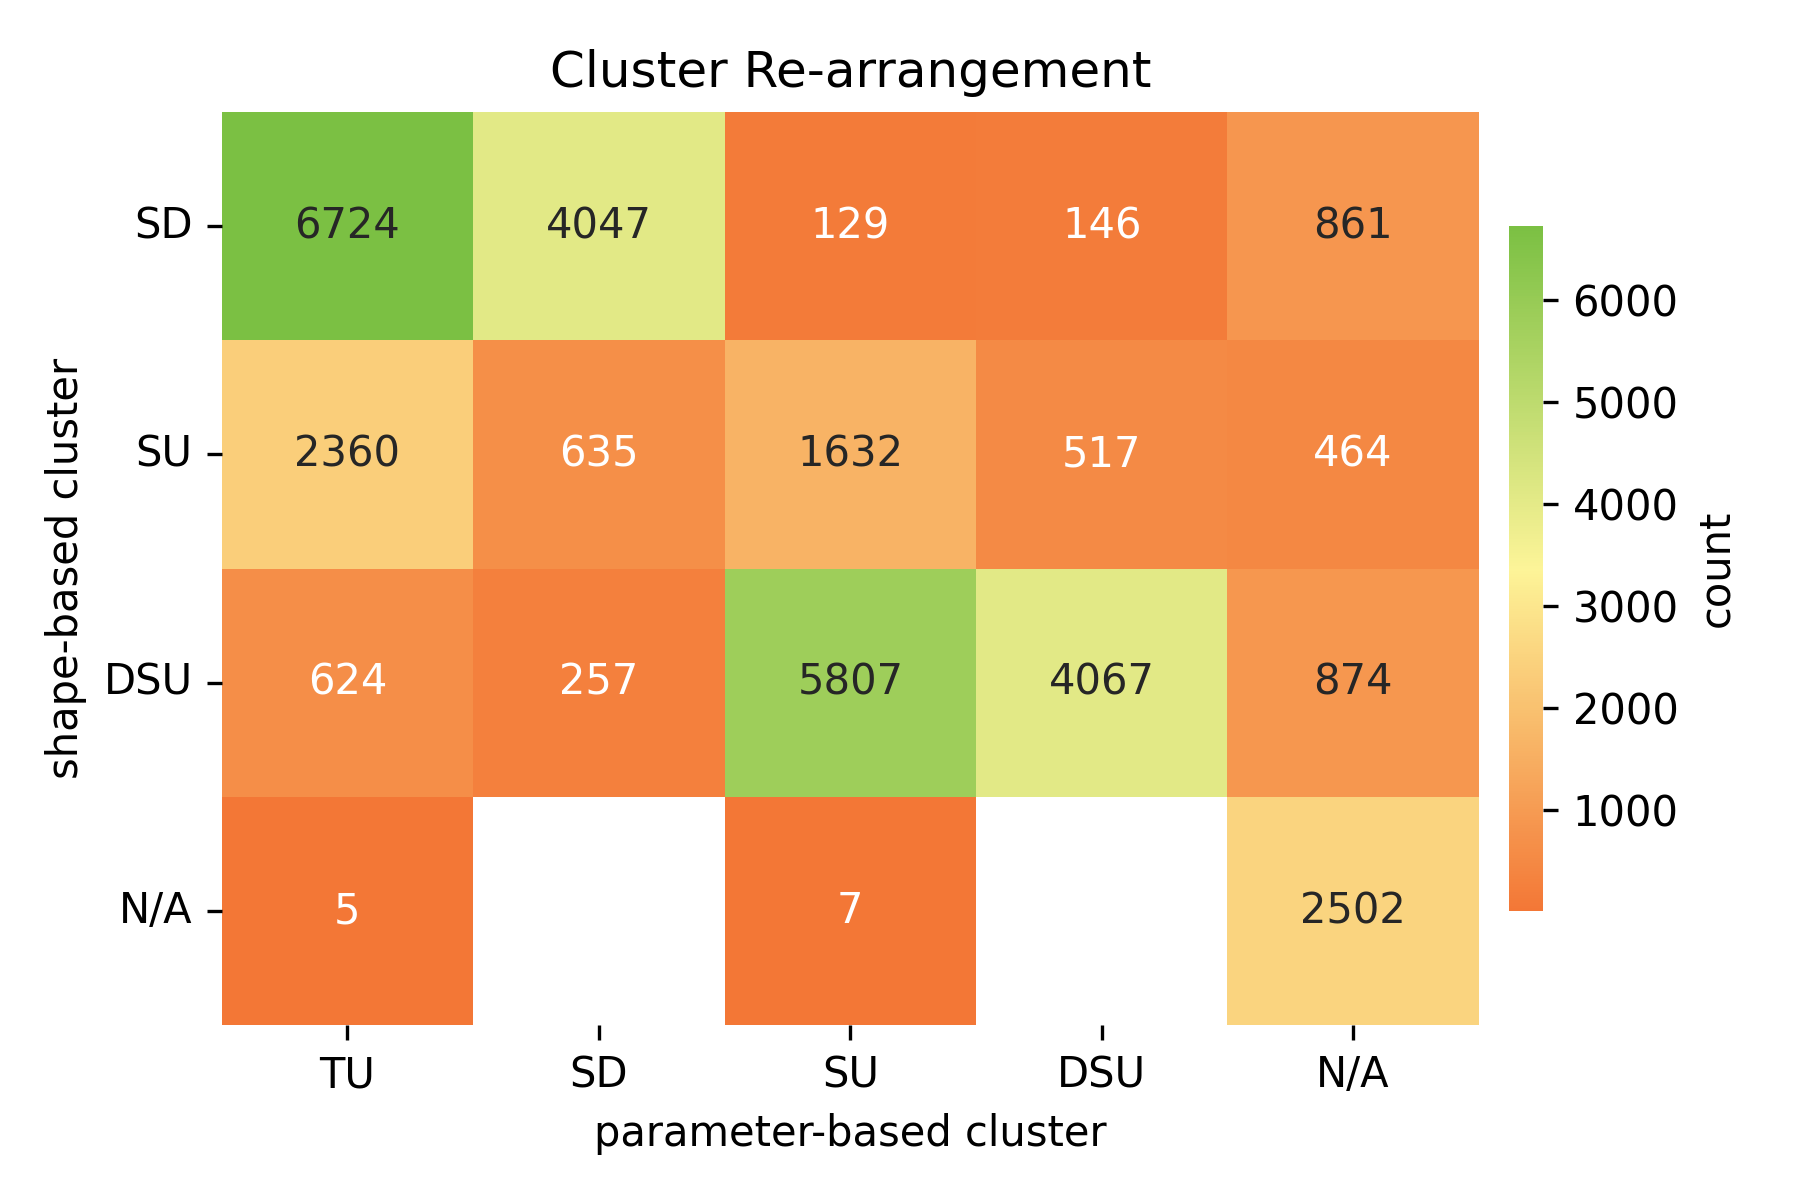 Cluster Re-arrangement
SD 6724 4047 129 146 861
SU 2360 635 1632 517 464
DSU 624 257 5807 4067 874
N/A 5 7 2502
TU SD SU DSU N/A
parameter-based cluster
shape-based cluster
6000
5000
4000
3000
2000
1000
count